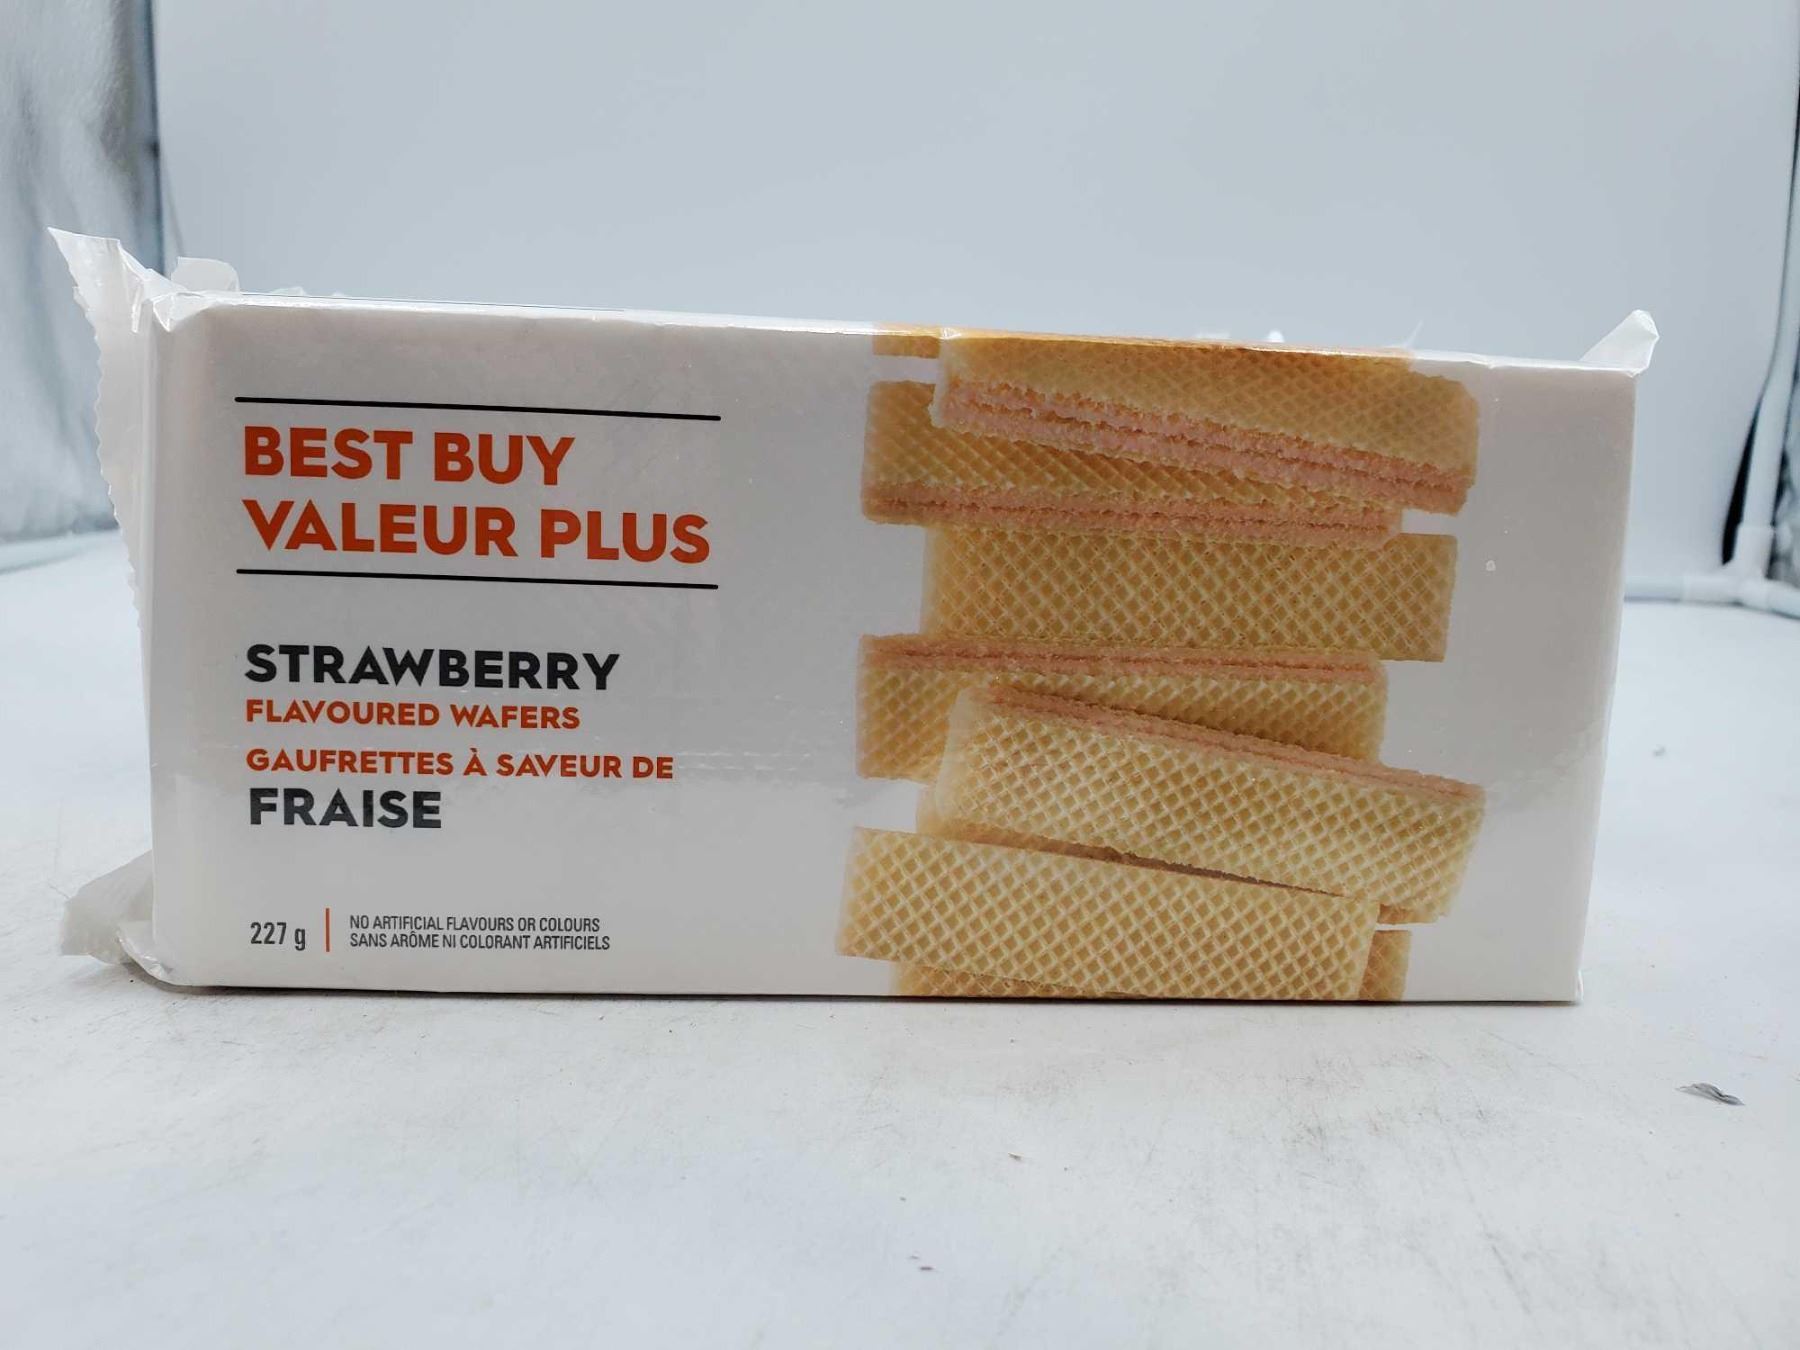 BEST BUY
VALEUR PLUS
STRAWBERRY
FLAVOURED WAFERS
GAUFRETTES À SAVEUR DE
FRAISE
227 g
NO ARTIFICIAL FLAVOURS OR COLOURS
SANS ARÔME NI COLORANT ARTIFICIELS